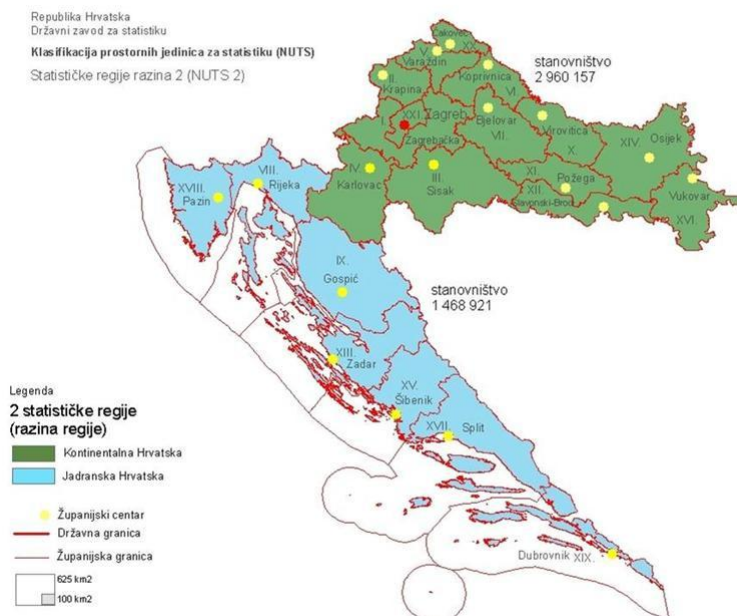 Republika Hrvatska
Državni zavod za statistiku
Klasifikacija prostornih jedinica za statistiku (NUTS)
Statističke regije razina 2 (NUTS 2)
stanovništvo
2 960 157
Čakovec
XX.
V.
Varaždin
II.
Krapina
Koprivnica
VI.
I.
XXI. Zagreb
Zagrebačka
Bjelovar
VII.
Virovitica
X.
XIV.
Osijek
IV.
Karlovac
III.
Sisak
XI.
Požega
XII.
Slavonski-Brod
Vukovar
XVI.
VIII.
Rijeka
XVIII.
Pazin
IX.
Gospić
stanovništvo
1 468 921
XIII.
Zadar
XV.
Šibenik
XVII.
Split
Dubrovnik XIX.
Legenda
2 statističke regije
(razina regije)
Kontinentalna Hrvatska
Jadranska Hrvatska
Županijski centar
Državna granica
Županijska granica
625 km2
100 km2